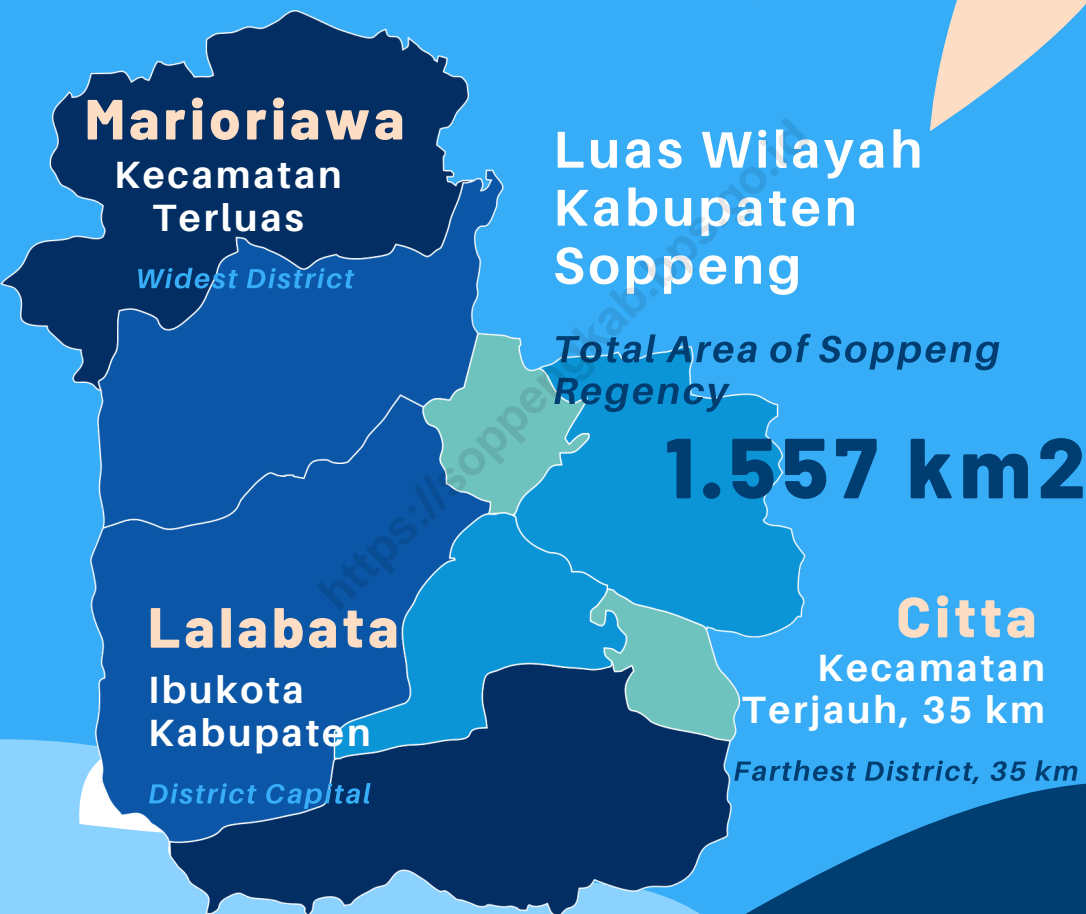 Marioriawa
Kecamatan
Terluas
Widest District
Luas Wilayah
Kabupaten
Soppeng
Total Area of Soppeng
Regency
1.557 km2
Lalabata
Ibukota
Kabupaten
District Capital
Citta
Kecamatan
Terjauh, 35 km
Farthest District, 35 km
https://soppengkab.bps.go.id